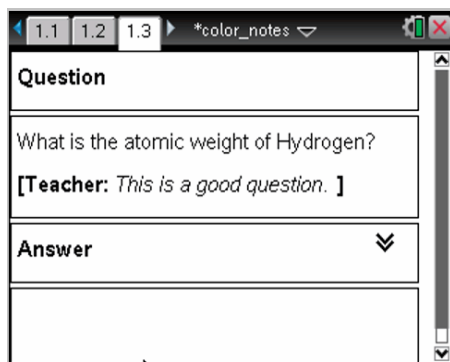 1.1 1.2 1.3 *color_notes
Question
What is the atomic weight of Hydrogen?
[Teacher: This is a good question. ]
Answer